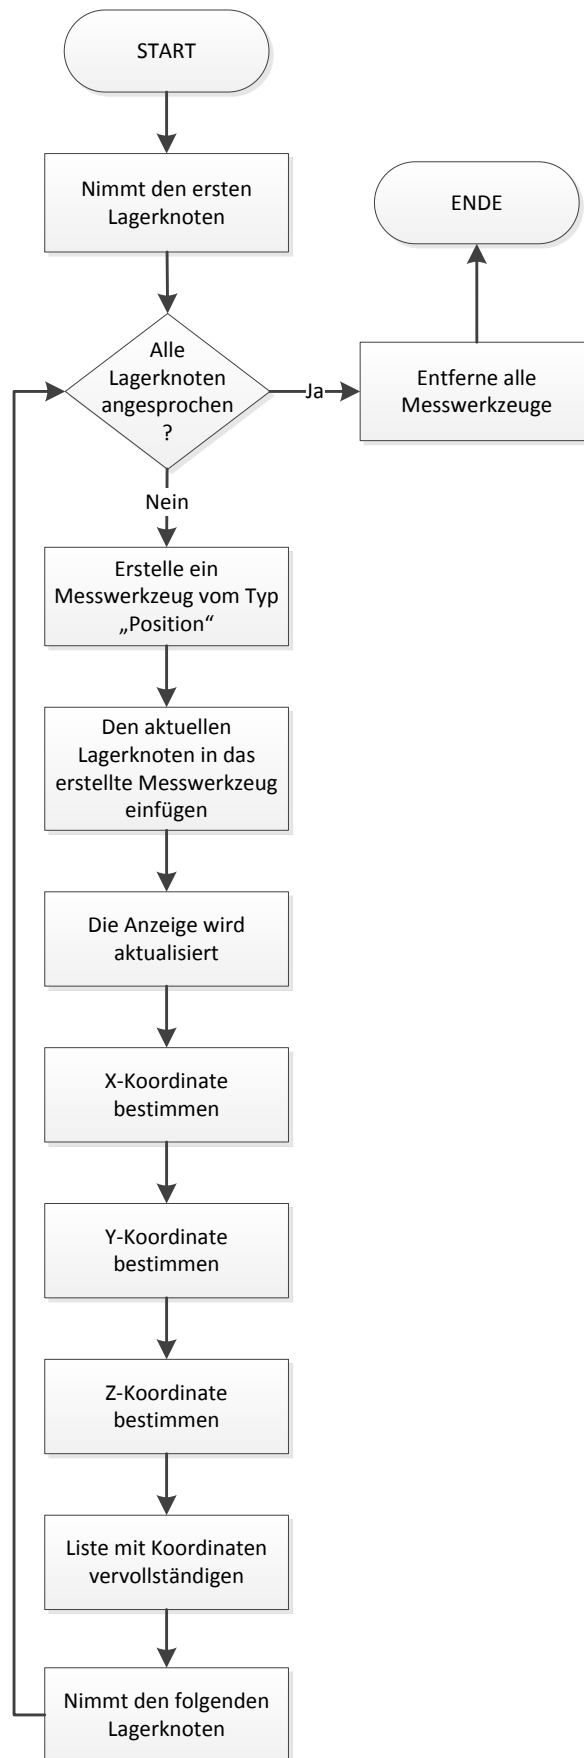 START
Nimmt den ersten
Lagerknoten
ENDE
Alle
Lagerknoten
angesprochen
?
Ja
Entferne alle
Messwerkzeuge
Nein
Erstelle ein
Messwerkzeug vom Typ
„Position“
Den aktuellen
Lagerknoten in das
erstellte Messwerkzeug
einfügen
Die Anzeige wird
aktualisiert
X-Koordinate
bestimmen
Y-Koordinate
bestimmen
Z-Koordinate
bestimmen
Liste mit Koordinaten
vervollständigen
Nimmt den folgenden
Lagerknoten